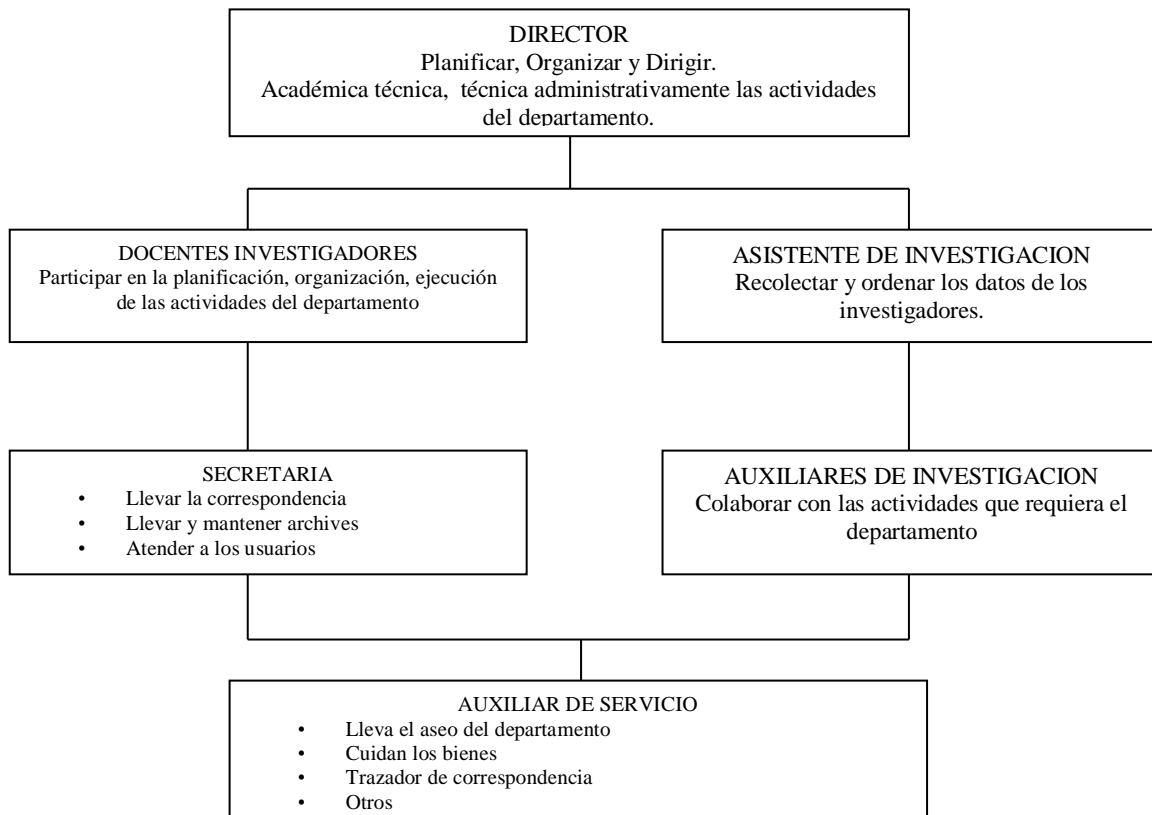 DIRECTOR
Planificar, Organizar y Dirigir.
Académica técnica, técnica administrativamente las actividades
del departamento.
DOCENTES INVESTIGADORES
Participar en la planificación, organización, ejecución
de las actividades del departamento
ASISTENTE DE INVESTIGACION
Recolectar y ordenar los datos de los
investigadores.
SECRETARIA
• Llevar la correspondencia
• Llevar y mantener archives
• Atender a los usuarios
AUXILIARES DE INVESTIGACION
Colaborar con las actividades que requiera el
departamento
AUXILIAR DE SERVICIO
• Lleva el aseo del departamento
• Cuidan los bienes
• Trazador de correspondencia
• Otros